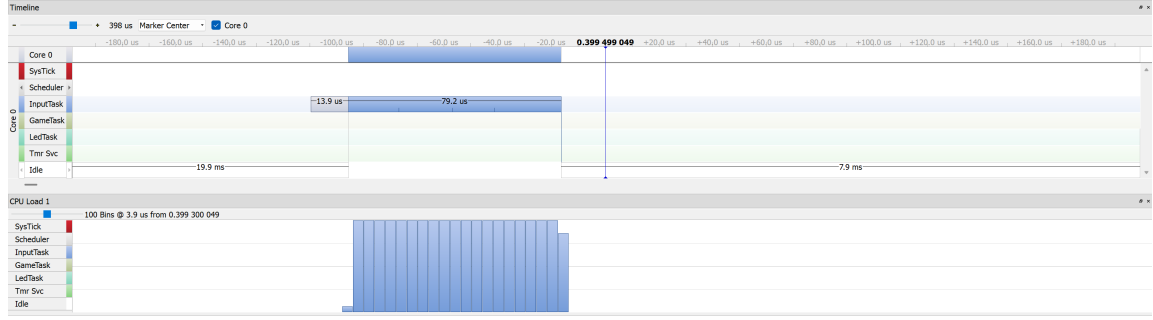 Timeline
- + 398 us Marker Center Core 0
-180,0 us -160,0 us -140,0 us -120,0 us -100,0 us -80,0 us -60,0 us -40,0 us -20,0 us 0.399 499 049 +20,0 us +40,0 us +60,0 us +80,0 us +100,0 us +120,0 us +140,0 us +160,0 us +180,0 us
Core 0
Core 0
SysTick
Scheduler
InputTask 13.9 us 79.2 us
GameTask
LedTask
Tmr Svc
Idle 19.9 ms 7.9 ms
CPU Load 1
100 Bins @ 3.9 us from 0.399 300 049
SysTick
Scheduler
InputTask
GameTask
LedTask
Tmr Svc
Idle